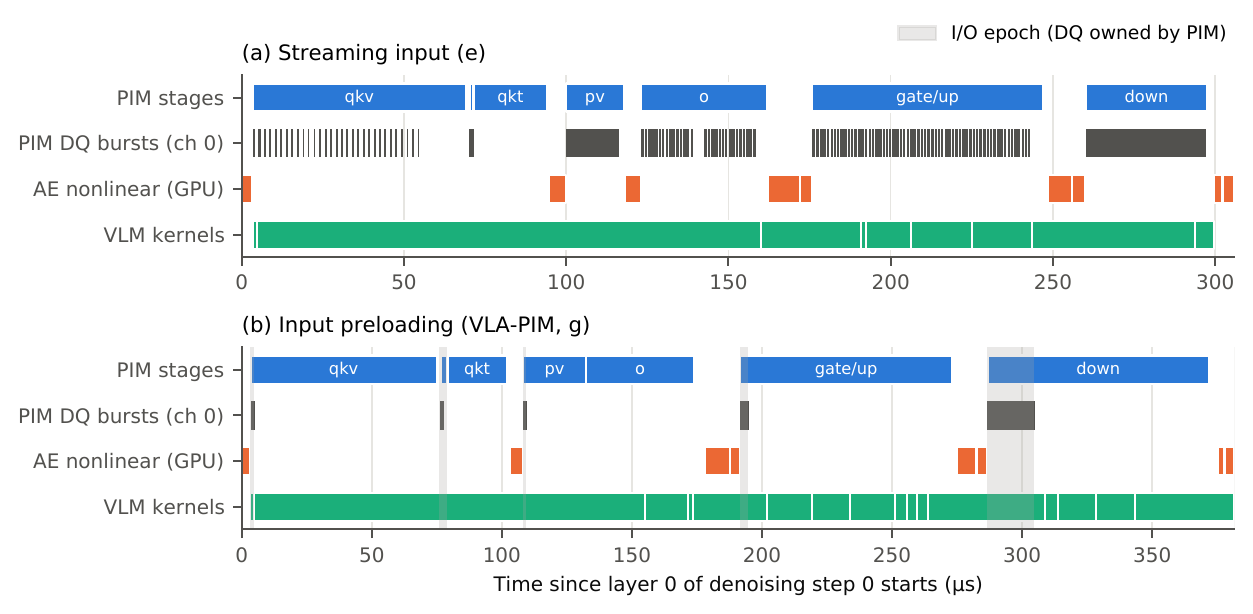 I/O epoch (DQ owned by PIM)
(a) Streaming input (e)
PIM stages
qkv
qkt
pv
o
gate/up
down
PIM DQ bursts (ch 0)
AE nonlinear (GPU)
VLM kernels
0 50 100 150 200 250 300
(b) Input preloading (VLA-PIM, g)
PIM stages
qkv
qkt
pv
o
gate/up
down
PIM DQ bursts (ch 0)
AE nonlinear (GPU)
VLM kernels
0 50 100 150 200 250 300 350
Time since layer 0 of denoising step 0 starts (µs)